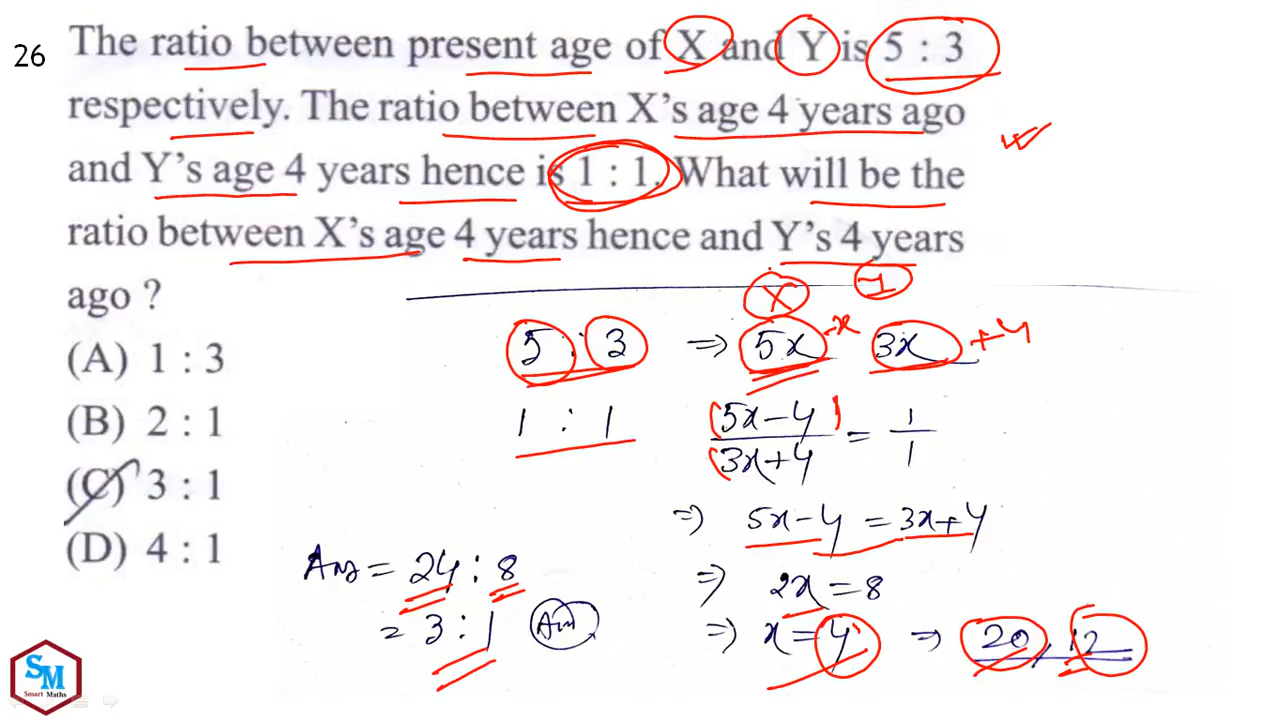 26
The ratio between present age of X and Y is 5 : 3
respectively. The ratio between X's age 4 years ago
and Y's age 4 years hence is 1 : 1. What will be the
ratio between X's age 4 years hence and Y's 4 years
ago ?
(A) 1 : 3
(B) 2 : 1
(C) 3 : 1
(D) 4 : 1
X
5 : 3 ⇒ 5x 3x +4
1 : 1
(5x-4)
(3x+4 = 1/1
⇒ 5x-4 = 3x+4
⇒ 2x = 8
⇒ x = 4 ⇒ 20, 12
Ans = 24 : 8
= 3 : 1 Ans
SM
Smart Maths